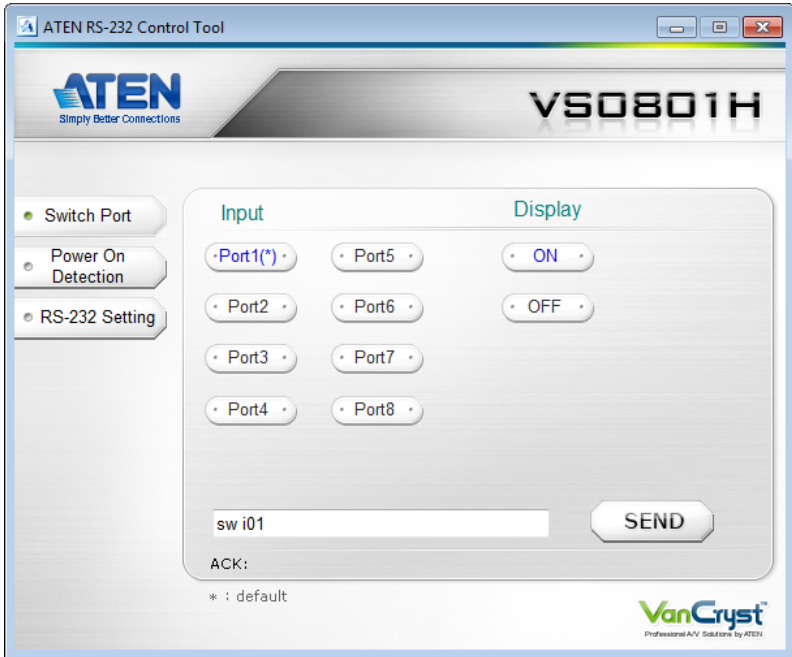 ATEN RS-232 Control Tool
ATEN
Simply Better Connections
VS0801H
Switch Port
Power On
Detection
RS-232 Setting
Input
Display
Port1(*)
Port5
ON
Port2
Port6
OFF
Port3
Port7
Port4
Port8
sw i01
SEND
ACK:
* : default
VanCryst™
Professional A/V Solutions by ATEN